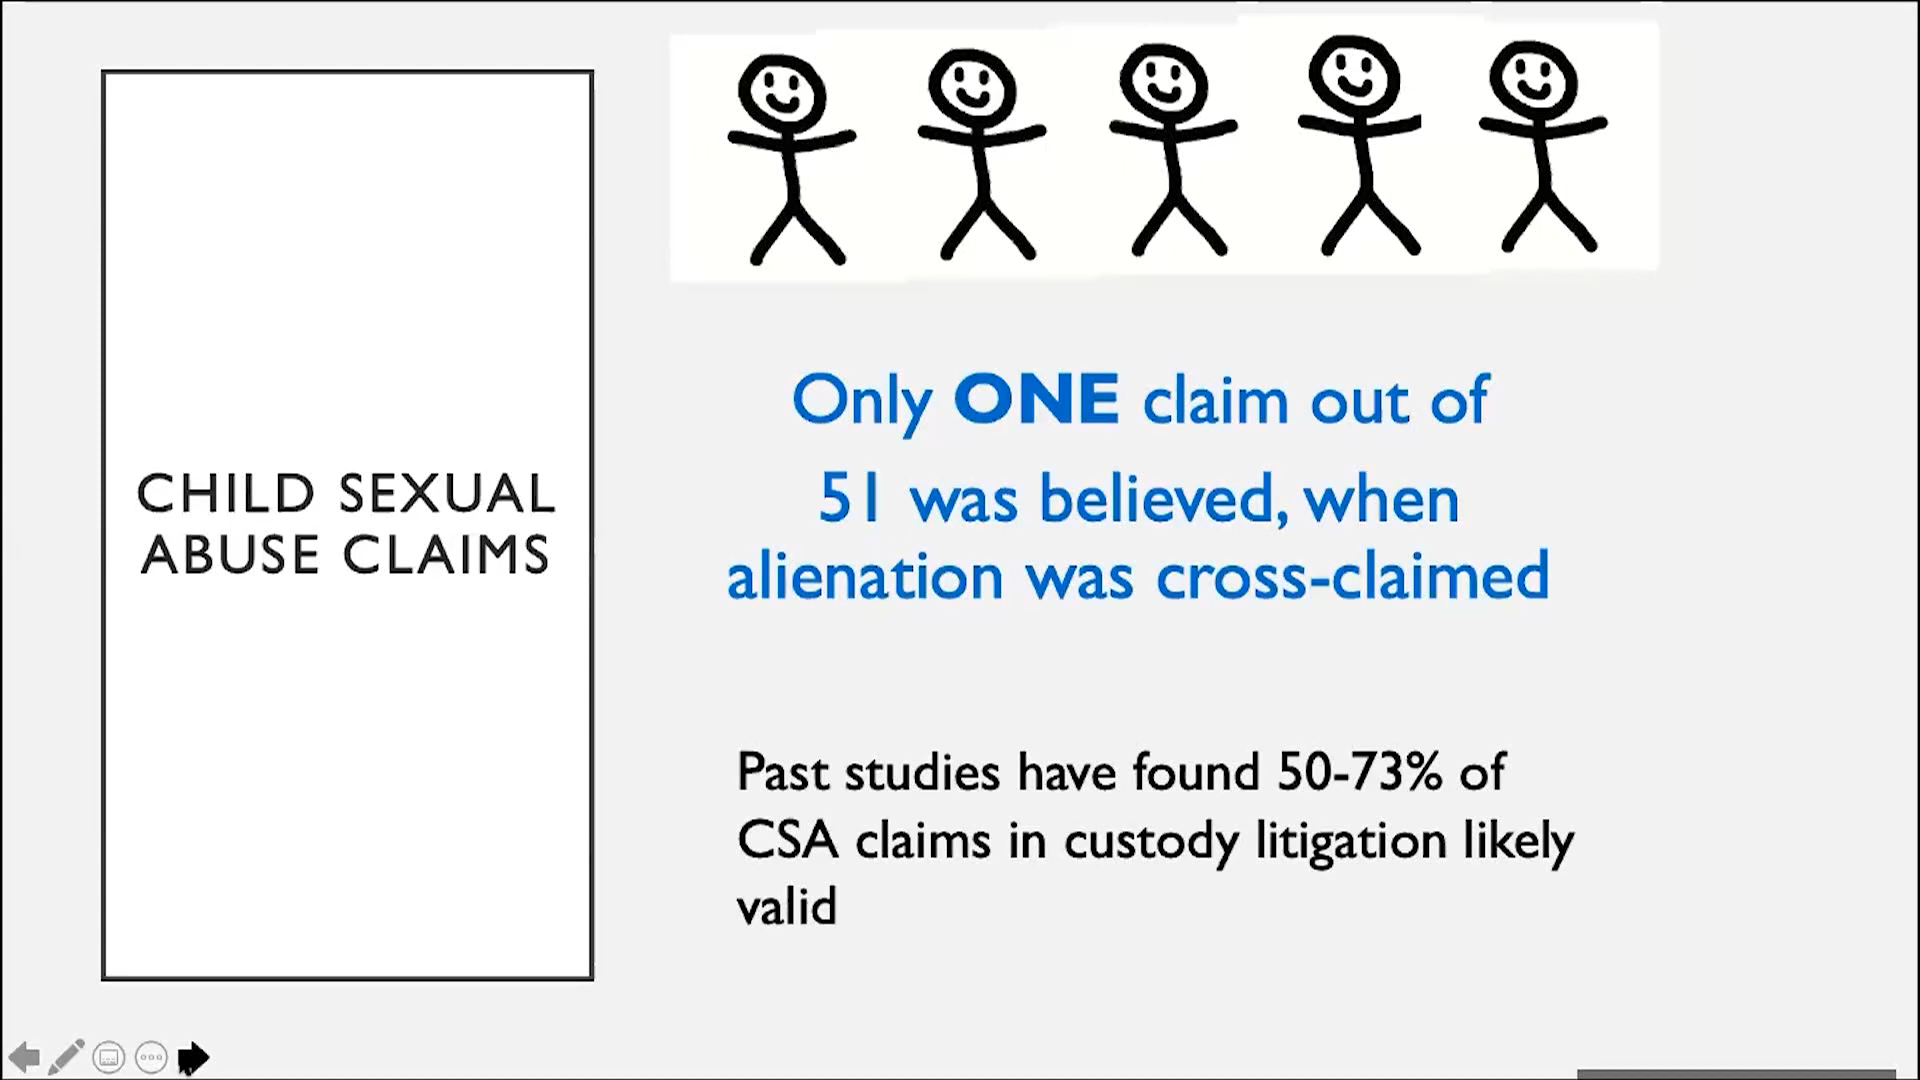 CHILD SEXUAL
ABUSE CLAIMS
Only ONE claim out of
51 was believed, when
alienation was cross-claimed
Past studies have found 50-73% of
CSA claims in custody litigation likely
valid